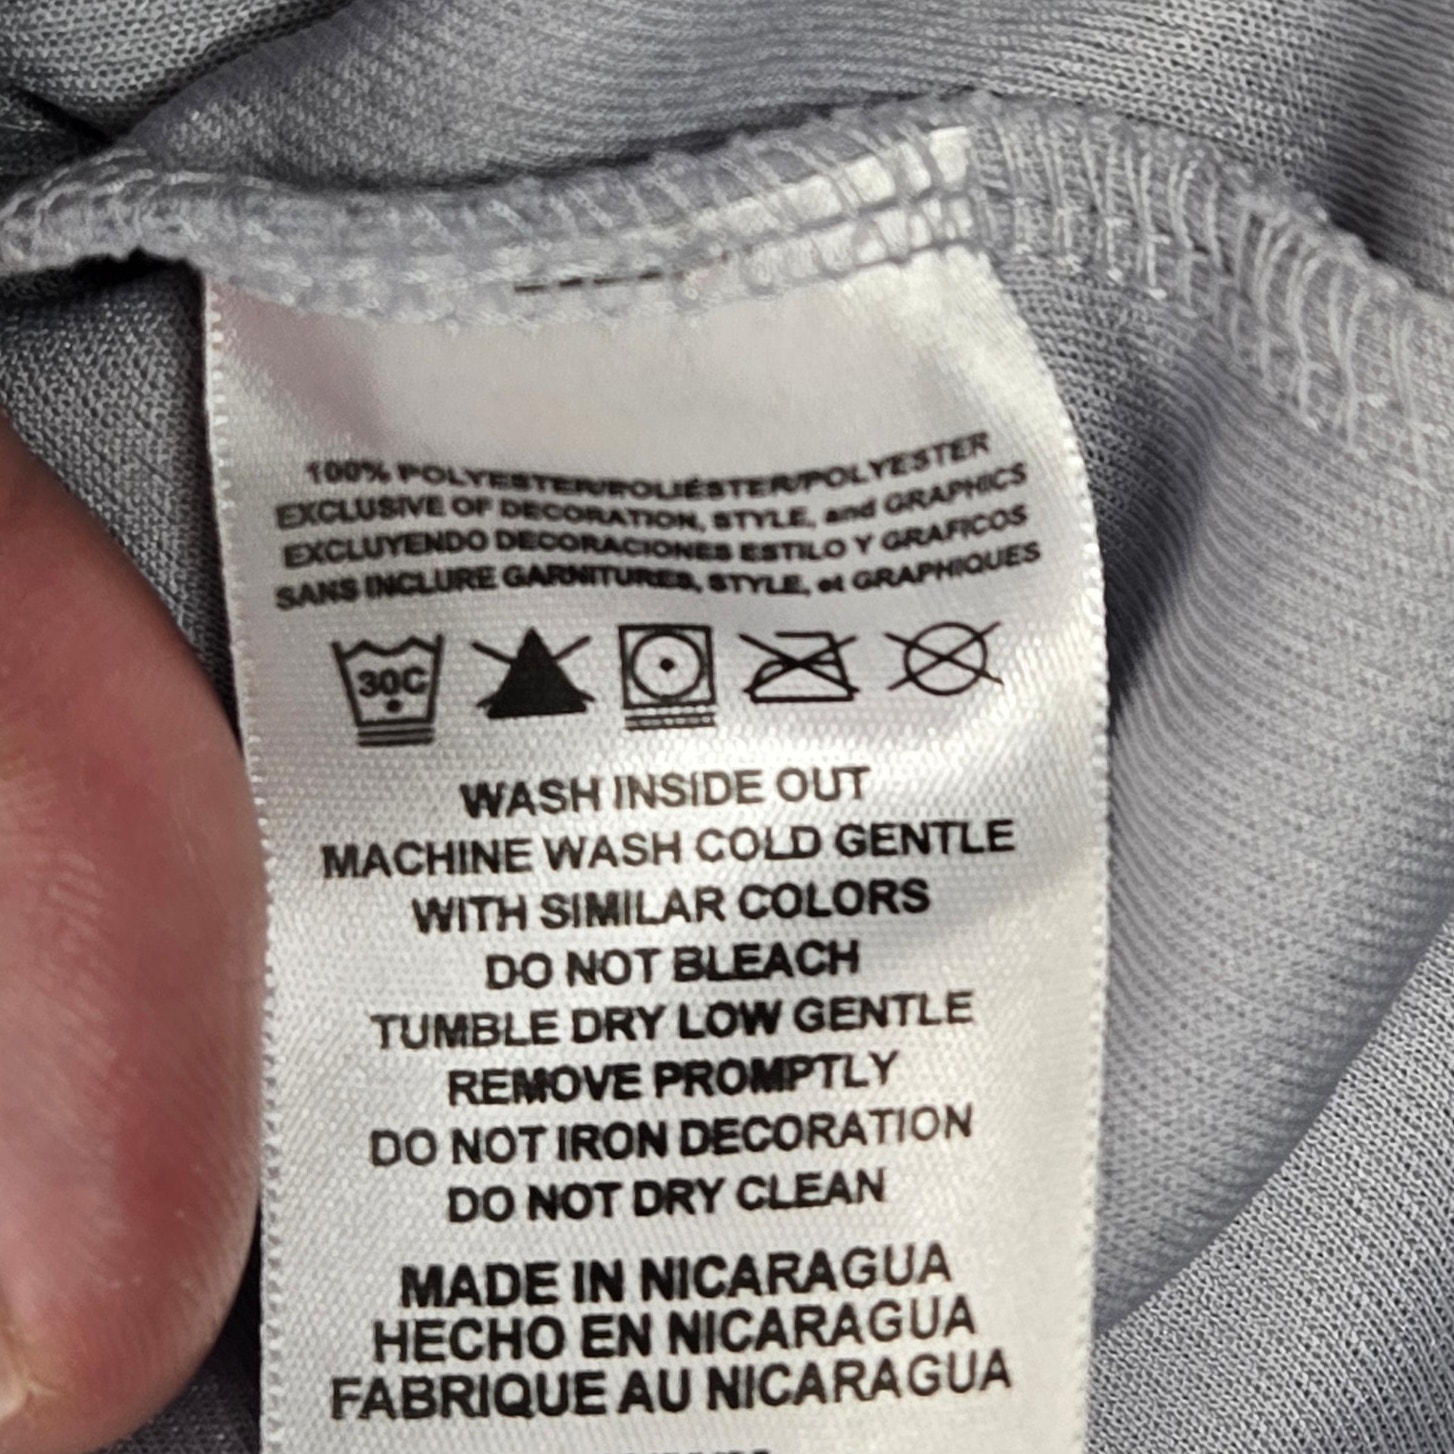 100% POLYESTER/POLIÉSTER/POLYESTER
EXCLUSIVE OF DECORATION, STYLE, and GRAPHICS
EXCLUYENDO DECORACIONES ESTILO Y GRAFICOS
SANS INCLURE GARNITURES, STYLE, et GRAPHIQUES
30C
WASH INSIDE OUT
MACHINE WASH COLD GENTLE
WITH SIMILAR COLORS
DO NOT BLEACH
TUMBLE DRY LOW GENTLE
REMOVE PROMPTLY
DO NOT IRON DECORATION
DO NOT DRY CLEAN
MADE IN NICARAGUA
HECHO EN NICARAGUA
FABRIQUE AU NICARAGUA